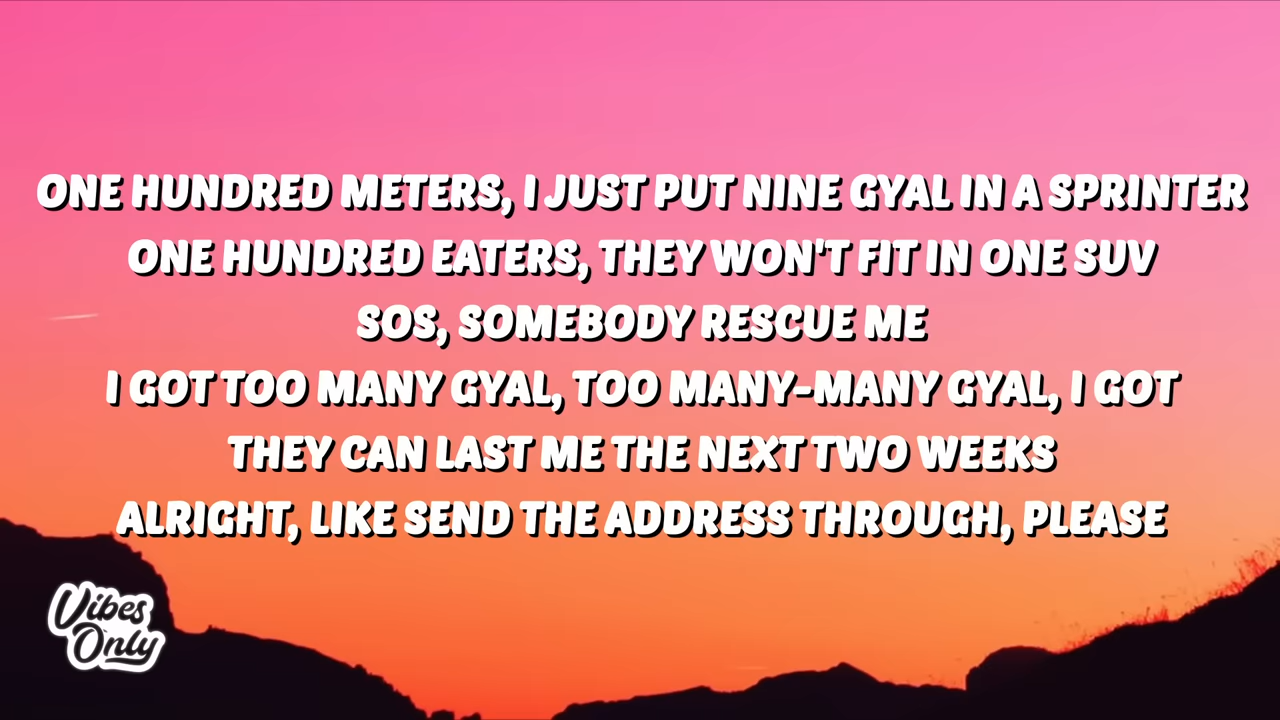 ONE HUNDRED METERS, I JUST PUT NINE GYAL IN A SPRINTER
ONE HUNDRED EATERS, THEY WON'T FIT IN ONE SUV
SOS, SOMEBODY RESCUE ME
I GOT TOO MANY GYAL, TOO MANY-MANY GYAL, I GOT
THEY CAN LAST ME THE NEXT TWO WEEKS
ALRIGHT, LIKE SEND THE ADDRESS THROUGH, PLEASE
Vibes
Only